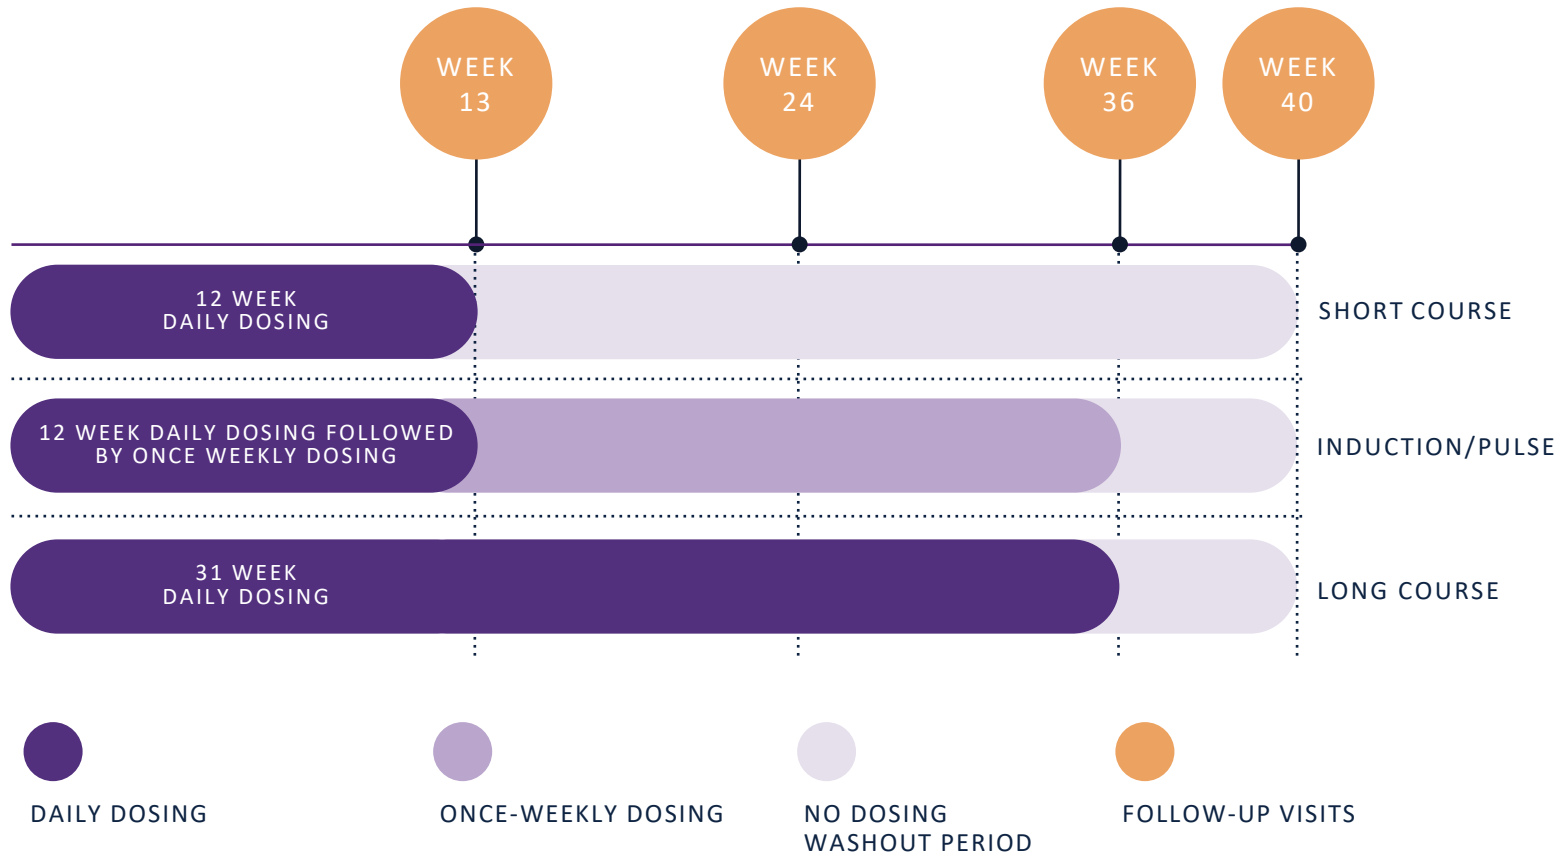 WEEK
13
WEEK
24
WEEK
36
WEEK
40
12 WEEK
DAILY DOSING
SHORT COURSE
12 WEEK DAILY DOSING FOLLOWED
BY ONCE WEEKLY DOSING
INDUCTION/PULSE
31 WEEK
DAILY DOSING
LONG COURSE
DAILY DOSING
ONCE-WEEKLY DOSING
NO DOSING
WASHOUT PERIOD
FOLLOW-UP VISITS